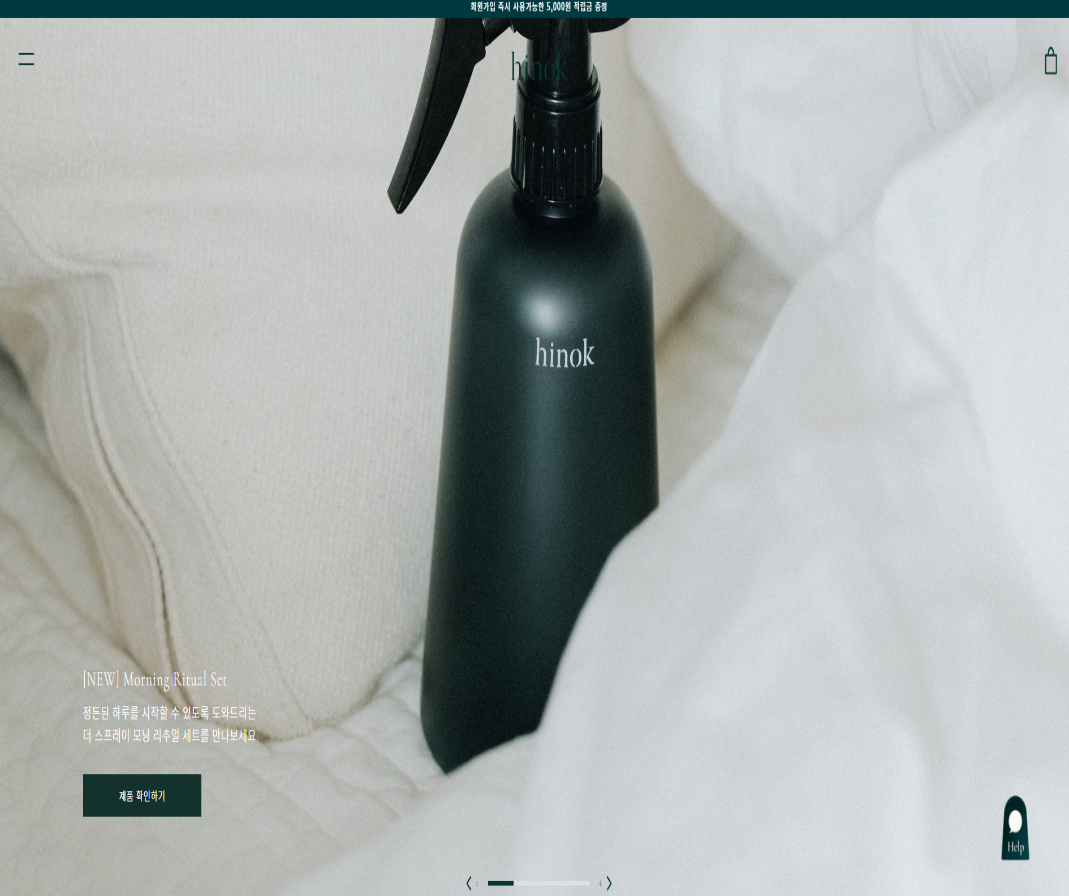 회원가입 즉시 사용가능한 5,000원 적립금 증정
hinok
hinok
[NEW] Morning Ritual Set
정돈된 하루를 시작할 수 있도록 도와드리는
더 스프레이 모닝 리추얼 세트를 만나보세요.
제품 확인하기
Help
4